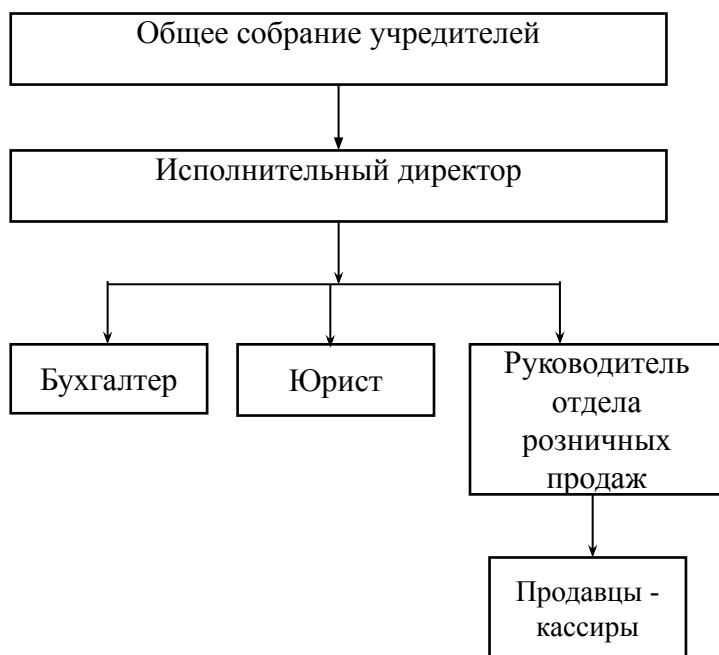 Общее собрание учредителей
Исполнительный директор
Бухгалтер
Юрист
Руководитель
отдела
розничных
продаж
Продавцы -
кассиры